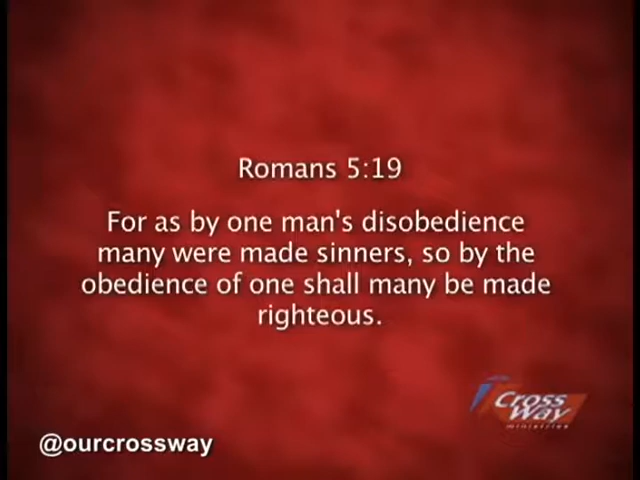 Romans 5:19
For as by one man's disobedience
many were made sinners, so by the
obedience of one shall many be made
righteous.
Cross
Way
ministries
@ourcrossway